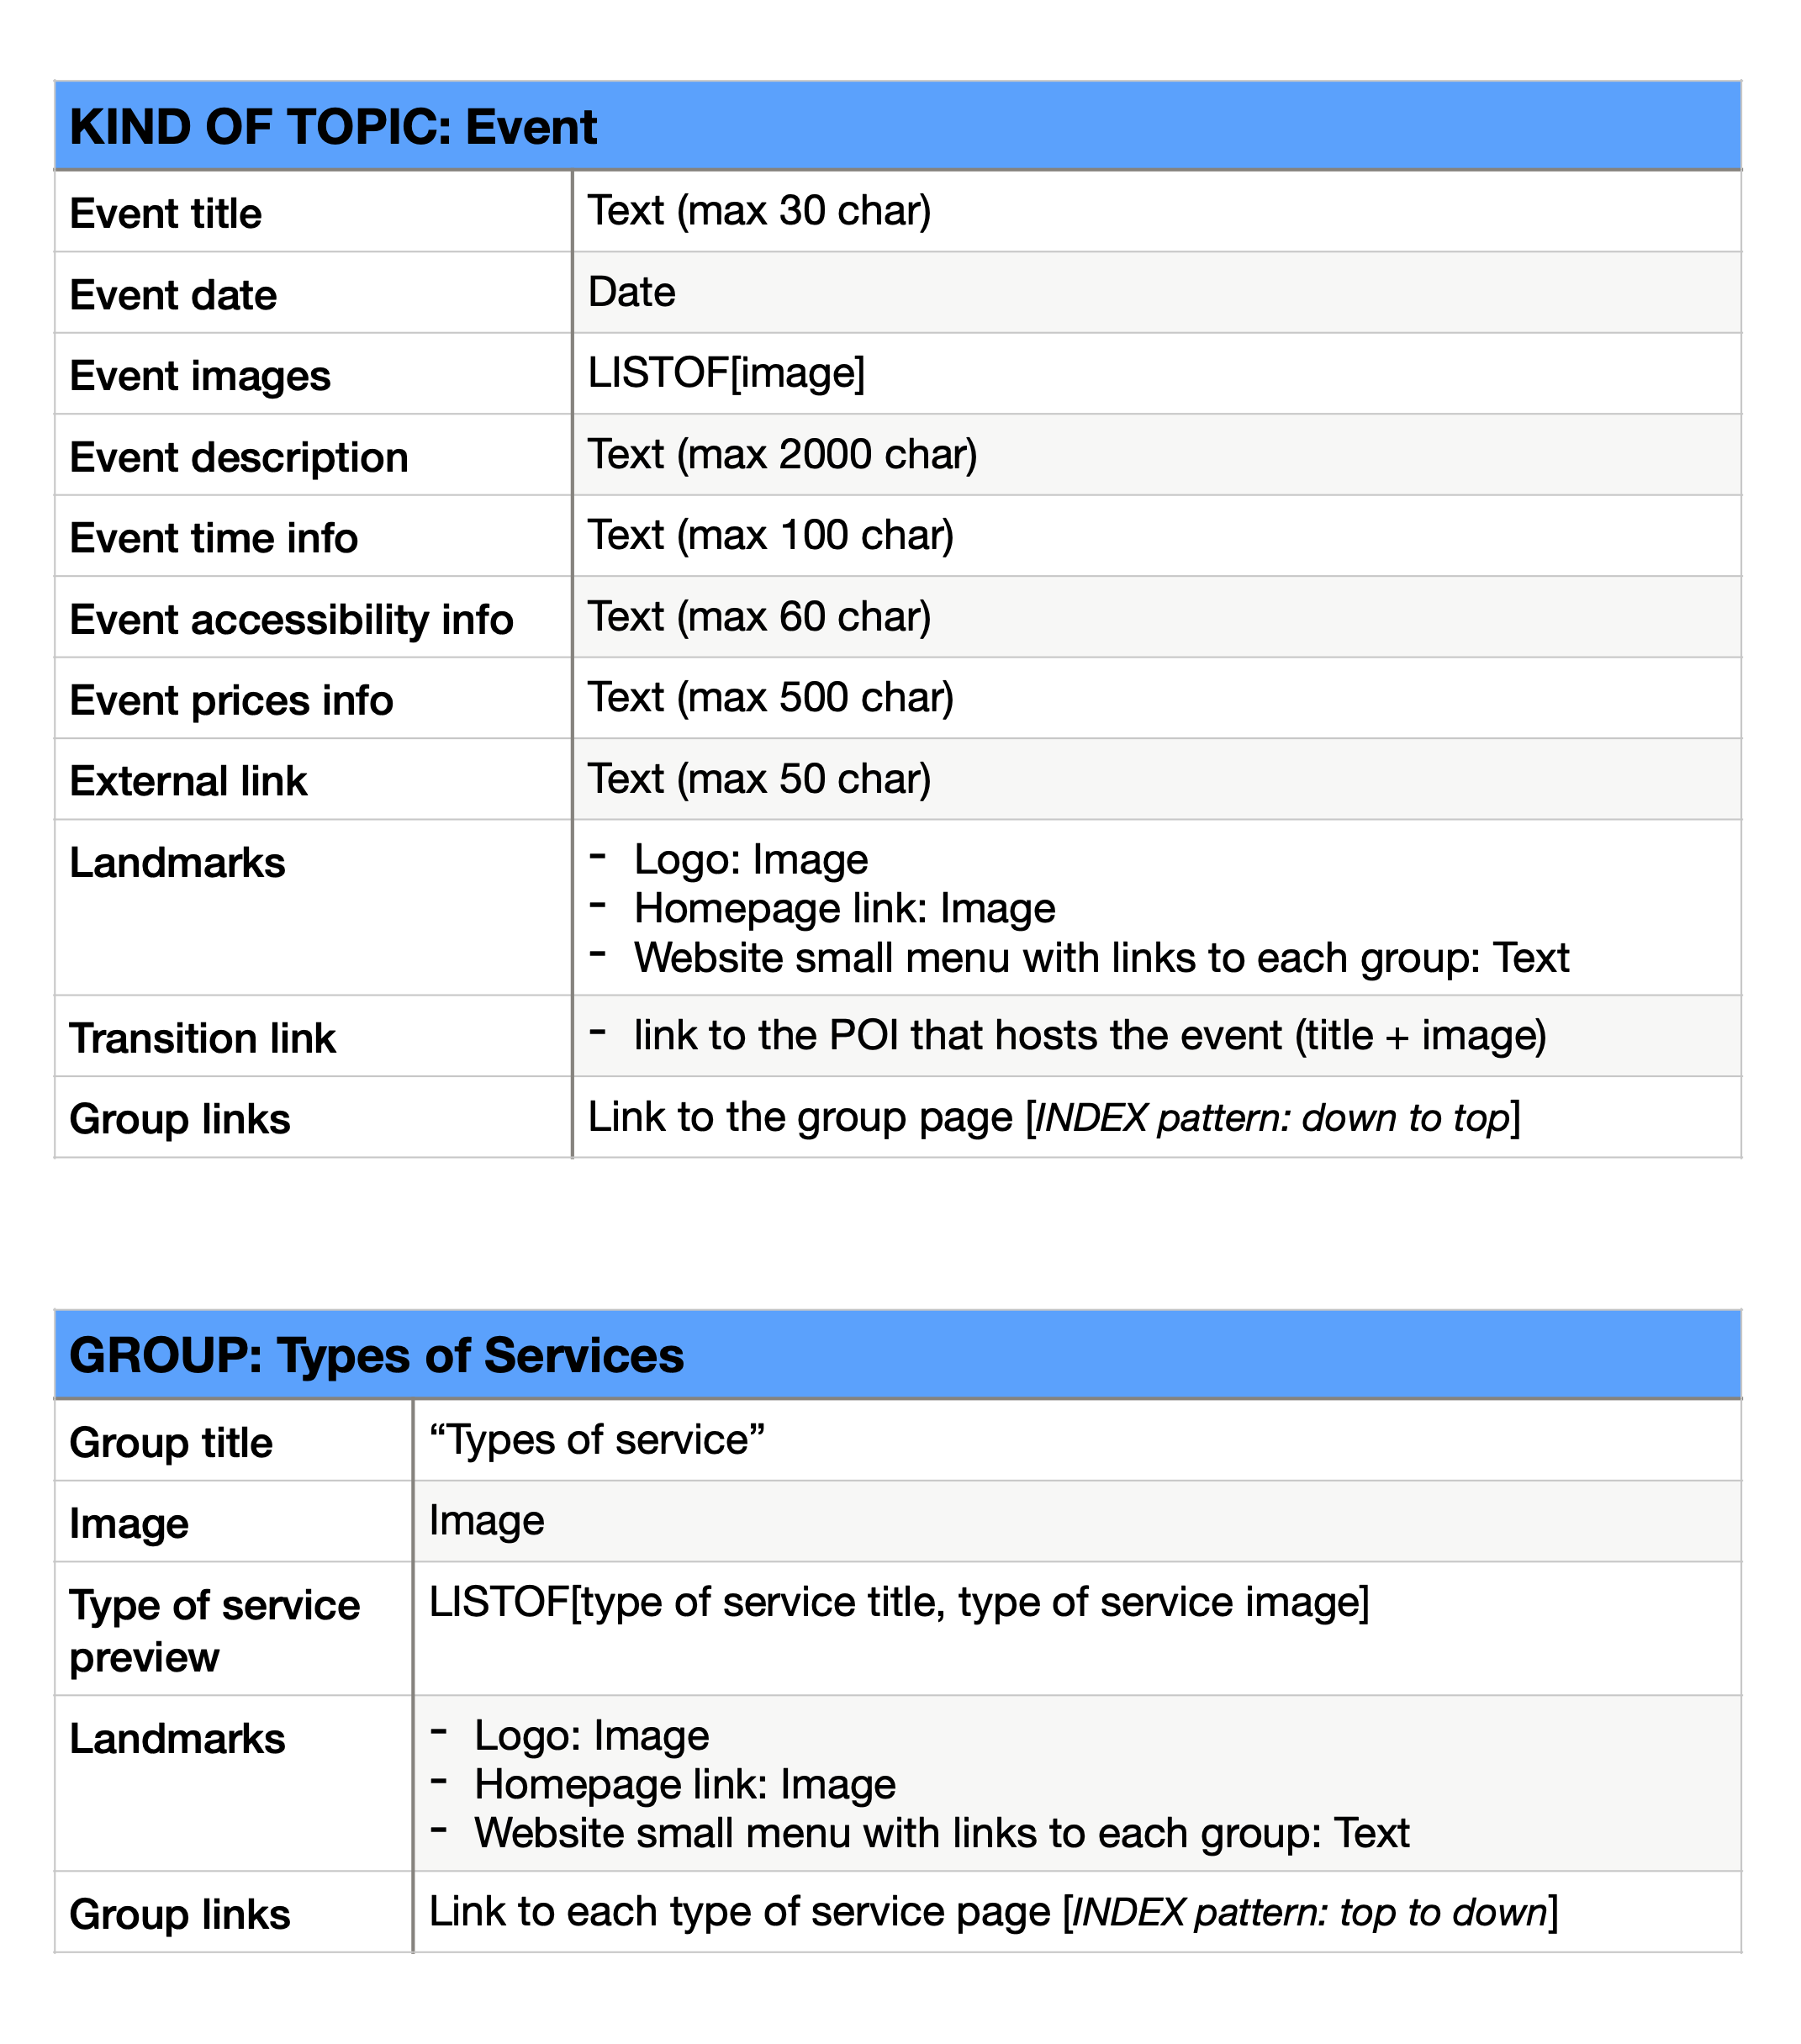 KIND OF TOPIC: Event
Event title
Text (max 30 char)
Event date
Date
Event images
LISTOF[image]
Event description
Text (max 2000 char)
Event time info
Text (max 100 char)
Event accessibility info
Text (max 60 char)
Event prices info
Text (max 500 char)
External link
Text (max 50 char)
Landmarks
- Logo: Image
- Homepage link: Image
- Website small menu with links to each group: Text
Transition link
- link to the POI that hosts the event (title + image)
Group links
Link to the group page [INDEX pattern: down to top]
GROUP: Types of Services
Group title
“Types of service”
Image
Image
Type of service
preview
LISTOF[type of service title, type of service image]
Landmarks
- Logo: Image
- Homepage link: Image
- Website small menu with links to each group: Text
Group links
Link to each type of service page [INDEX pattern: top to down]